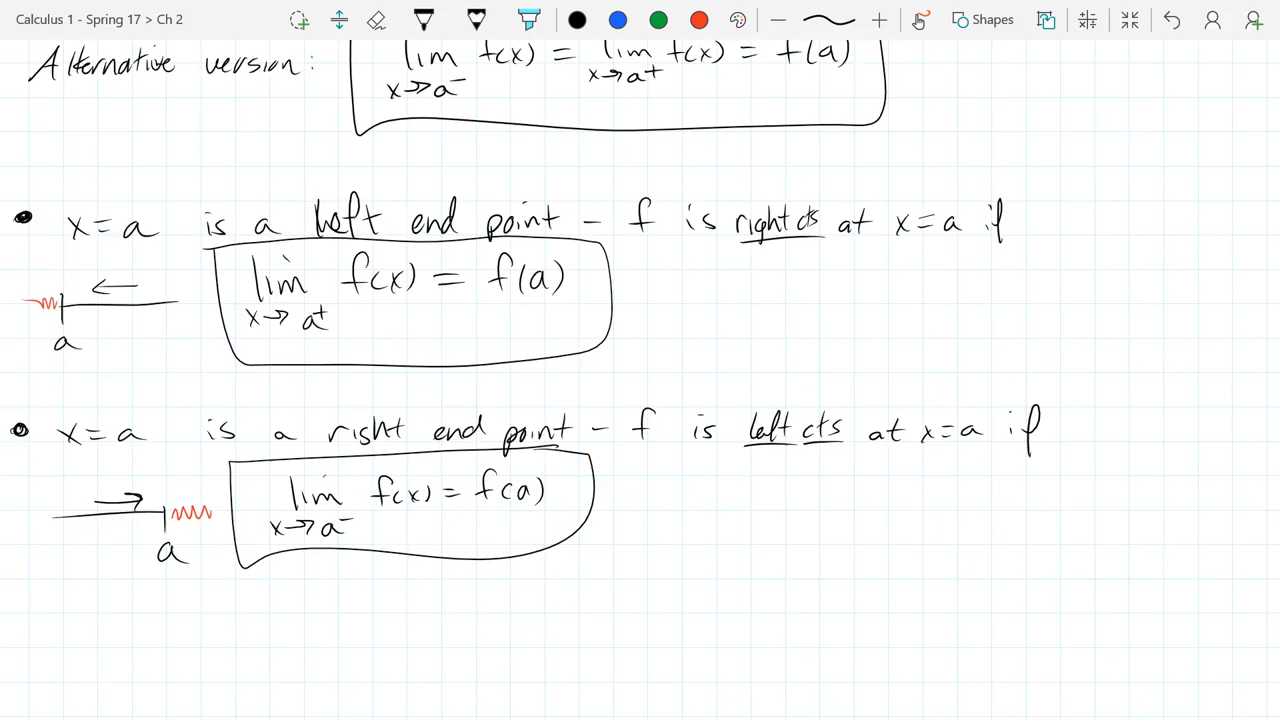 Calculus 1 - Spring 17 > Ch 2
Shapes
Alternative version: lim x→a⁻ f(x) = lim x→a⁺ f(x) = f(a)
• x = a is a left end point - f is right cts at x = a if
lim x→a⁺ f(x) = f(a)
a
• x = a is a right end point - f is left cts at x = a if
lim x→a⁻ f(x) = f(a)
a